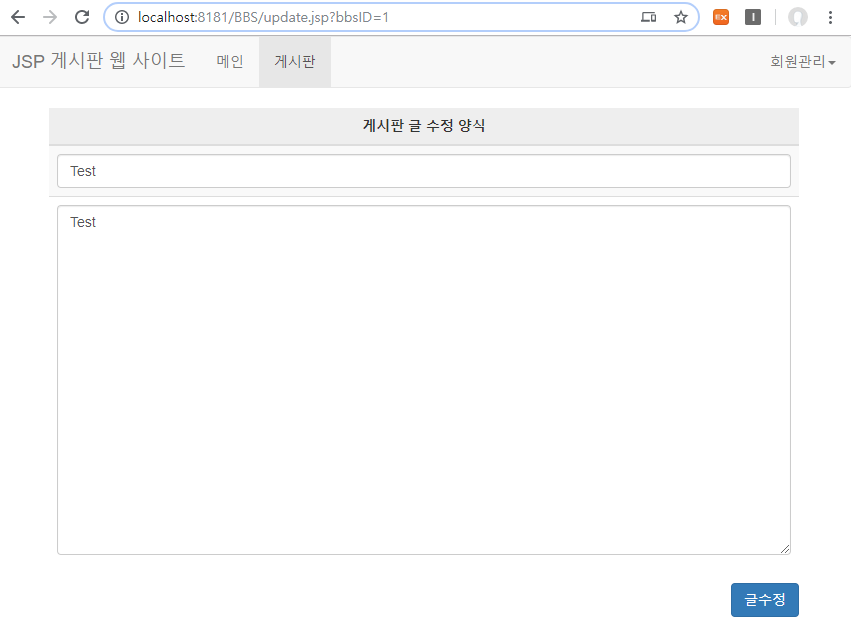 localhost:8181/BBS/update.jsp?bbsID=1
EX
I
JSP 게시판 웹 사이트 메인 게시판 회원관리
게시판 글 수정 양식
Test
Test
글수정